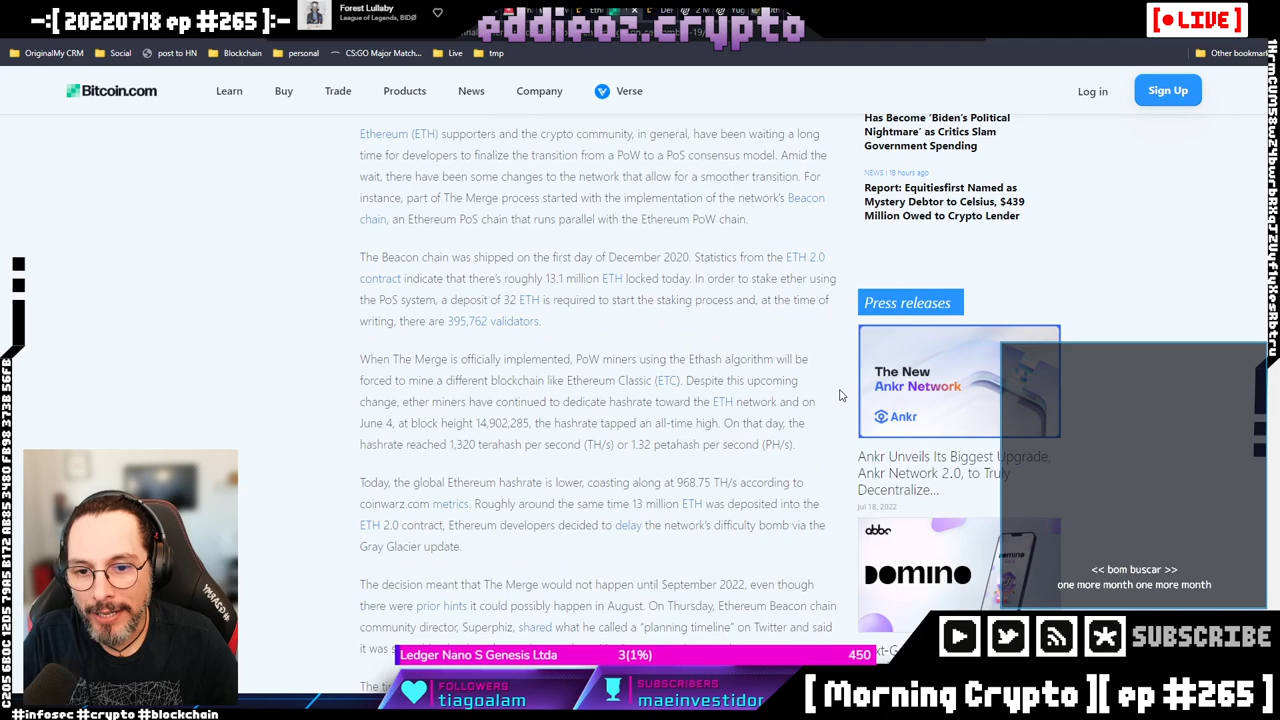 -:[ 20220718 ep #265 ]:-
Forest Lullaby
League of Legends, BIDØ
eddieoz.crypto
[● LIVE]
OriginalMy CRM
Social
post to HN
Blockchain
personal
CS:GO Major Match...
Live
tmp
Other bookmar
Bitcoin.com
Learn
Buy
Trade
Products
News
Company
Verse
Log in
Sign Up
Ethereum (ETH) supporters and the crypto community, in general, have been waiting a long
time for developers to finalize the transition from a PoW to a PoS consensus model. Amid the
wait, there have been some changes to the network that allow for a smoother transition. For
instance, part of The Merge process started with the implementation of the network's Beacon
chain, an Ethereum PoS chain that runs parallel with the Ethereum PoW chain.
The Beacon chain was shipped on the first day of December 2020. Statistics from the ETH 2.0
contract indicate that there's roughly 13.1 million ETH locked today. In order to stake ether using
the PoS system, a deposit of 32 ETH is required to start the staking process and, at the time of
writing, there are 395,762 validators.
When The Merge is officially implemented, PoW miners using the Ethash algorithm will be
forced to mine a different blockchain like Ethereum Classic (ETC). Despite this upcoming
change, ether miners have continued to dedicate hashrate toward the ETH network and on
June 4, at block height 14,902,285, the hashrate tapped an all-time high. On that day, the
hashrate reached 1,320 terahash per second (TH/s) or 1.32 petahash per second (PH/s).
Today, the global Ethereum hashrate is lower, coasting along at 968.75 TH/s according to
coinwarz.com metrics. Roughly around the same time 13 million ETH was deposited into the
ETH 2.0 contract, Ethereum developers decided to delay the network's difficulty bomb via the
Gray Glacier update.
The decision meant that The Merge would not happen until September 2022, even though
there were prior hints it could possibly happen in August. On Thursday, Ethereum Beaconchain
community director, Superphiz, shared what he called a "planning timeline" on Twitter and said
it was
Has Become 'Biden's Political
Nightmare' as Critics Slam
Government Spending
NEWS | 18 hours ago
Report: Equitiesfirst Named as
Mystery Debtor to Celsius, $439
Million Owed to Crypto Lender
Press releases
The New
Ankr Network
Ankr
Ankr Unveils Its Biggest Upgrade,
Ankr Network 2.0, to Truly
Decentralize...
Jul 18, 2022
abbc
DOMINO
<< bom buscar >>
one more month one more month
SUBSCRIBE
Ledger Nano S Genesis Ltda 3(1%) 450
FOLLOWERS
tiagpalam
SUBSCRIBERS
maeinvestidor
[ Morning Crypto ][ ep #265 ]
#infosec #crypto #blockchain